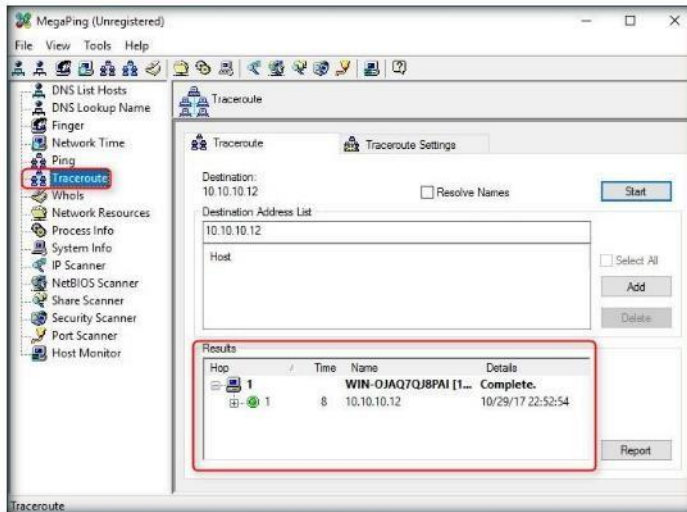 MegaPing (Unregistered)
File View Tools Help
DNS List Hosts
DNS Lookup Name
Finger
Network Time
Ping
Traceroute
Whois
Network Resources
Process Info
System Info
IP Scanner
NetBIOS Scanner
Share Scanner
Security Scanner
Port Scanner
Host Monitor
Traceroute
Traceroute Traceroute Settings
Destination:
10.10.10.12
Resolve Names
Start
Destination Address List
10.10.10.12
Host
Select All
Add
Delete
Results
Hop Time Name Details
1 WIN-OJAQ7QJ8PAI [1... Complete.
1 8 10.10.10.12 10/29/17 22:52:54
Report
Traceroute